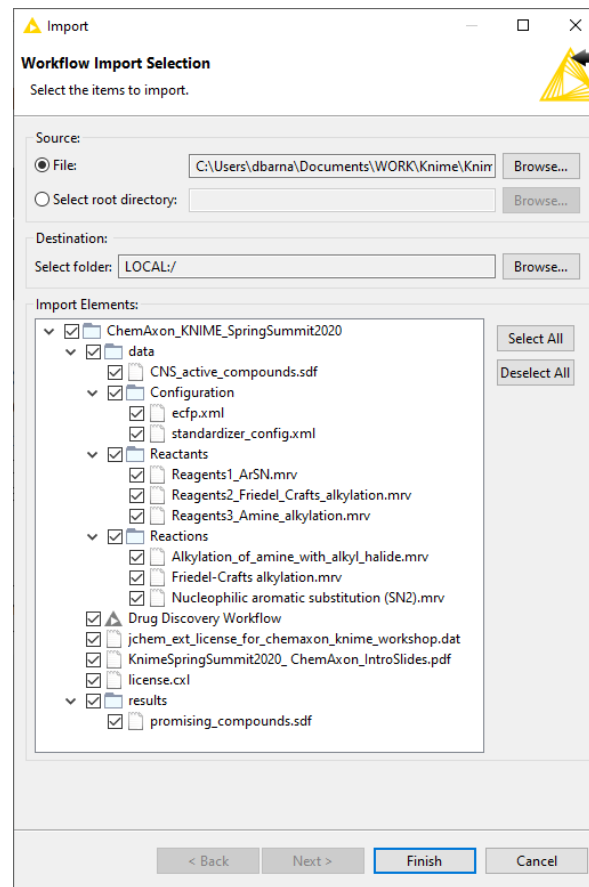 Import
Workflow Import Selection
Select the items to import.
Source:
File: C:\Users\dbarna\Documents\WORK\Knime\Knim Browse...
Select root directory: Browse...
Destination:
Select folder: LOCAL:/ Browse...
Import Elements:
ChemAxon_KNIME_SpringSummit2020 Select All
data
CNS_active_compounds.sdf Deselect All
Configuration
ecfp.xml
standardizer_config.xml
Reactants
Reagents1_ArSN.mrv
Reagents2_Friedel_Crafts_alkylation.mrv
Reagents3_Amine_alkylation.mrv
Reactions
Alkylation_of_amine_with_alkyl_halide.mrv
Friedel-Crafts alkylation.mrv
Nucleophilic aromatic substitution (SN2).mrv
Drug Discovery Workflow
jchem_ext_license_for_chemaxon_knime_workshop.dat
KnimeSpringSummit2020_ ChemAxon_IntroSlides.pdf
license.cxl
results
promising_compounds.sdf
< Back Next > Finish Cancel